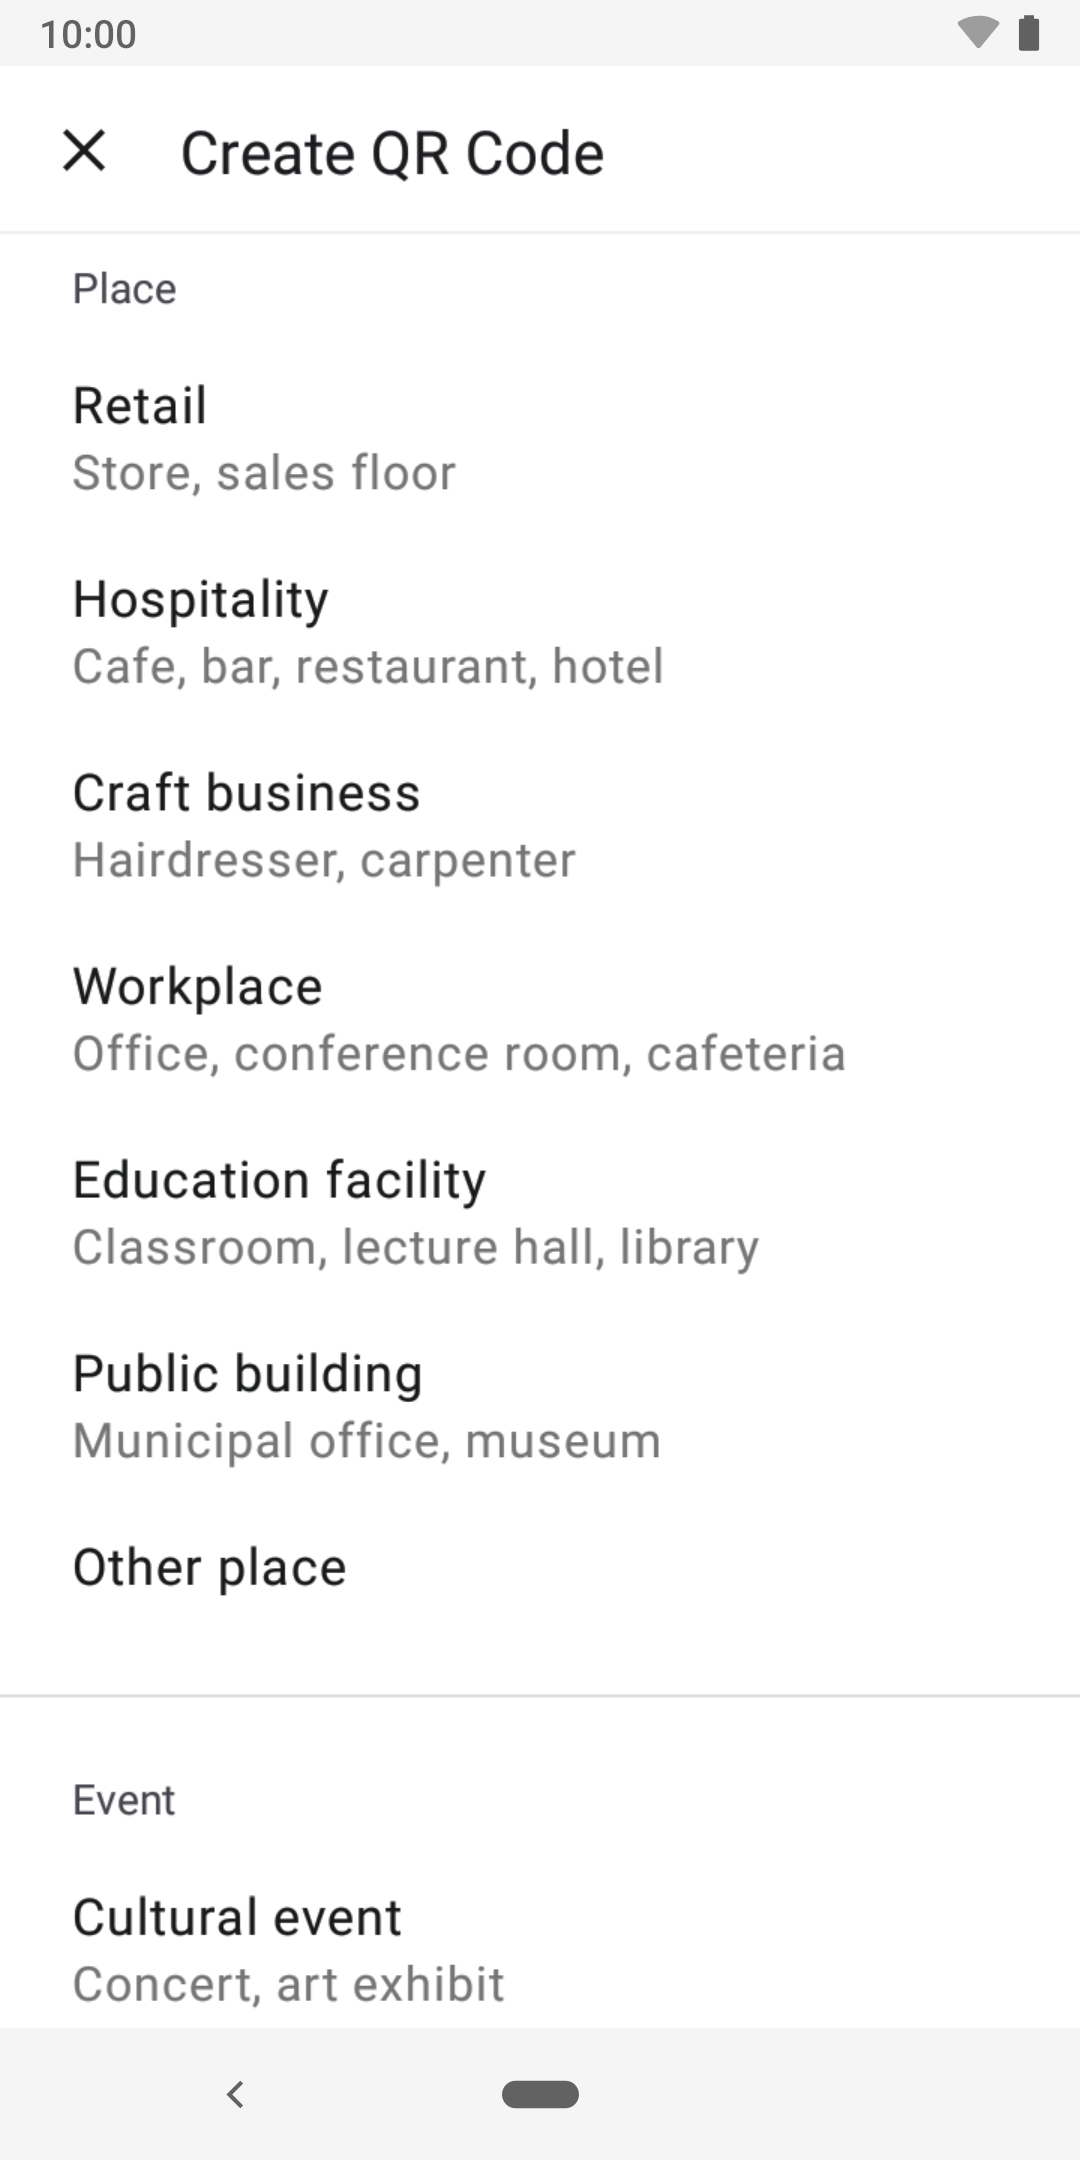 10:00
Create QR Code
Place
Retail
Store, sales floor
Hospitality
Cafe, bar, restaurant, hotel
Craft business
Hairdresser, carpenter
Workplace
Office, conference room, cafeteria
Education facility
Classroom, lecture hall, library
Public building
Municipal office, museum
Other place
Event
Cultural event
Concert, art exhibit